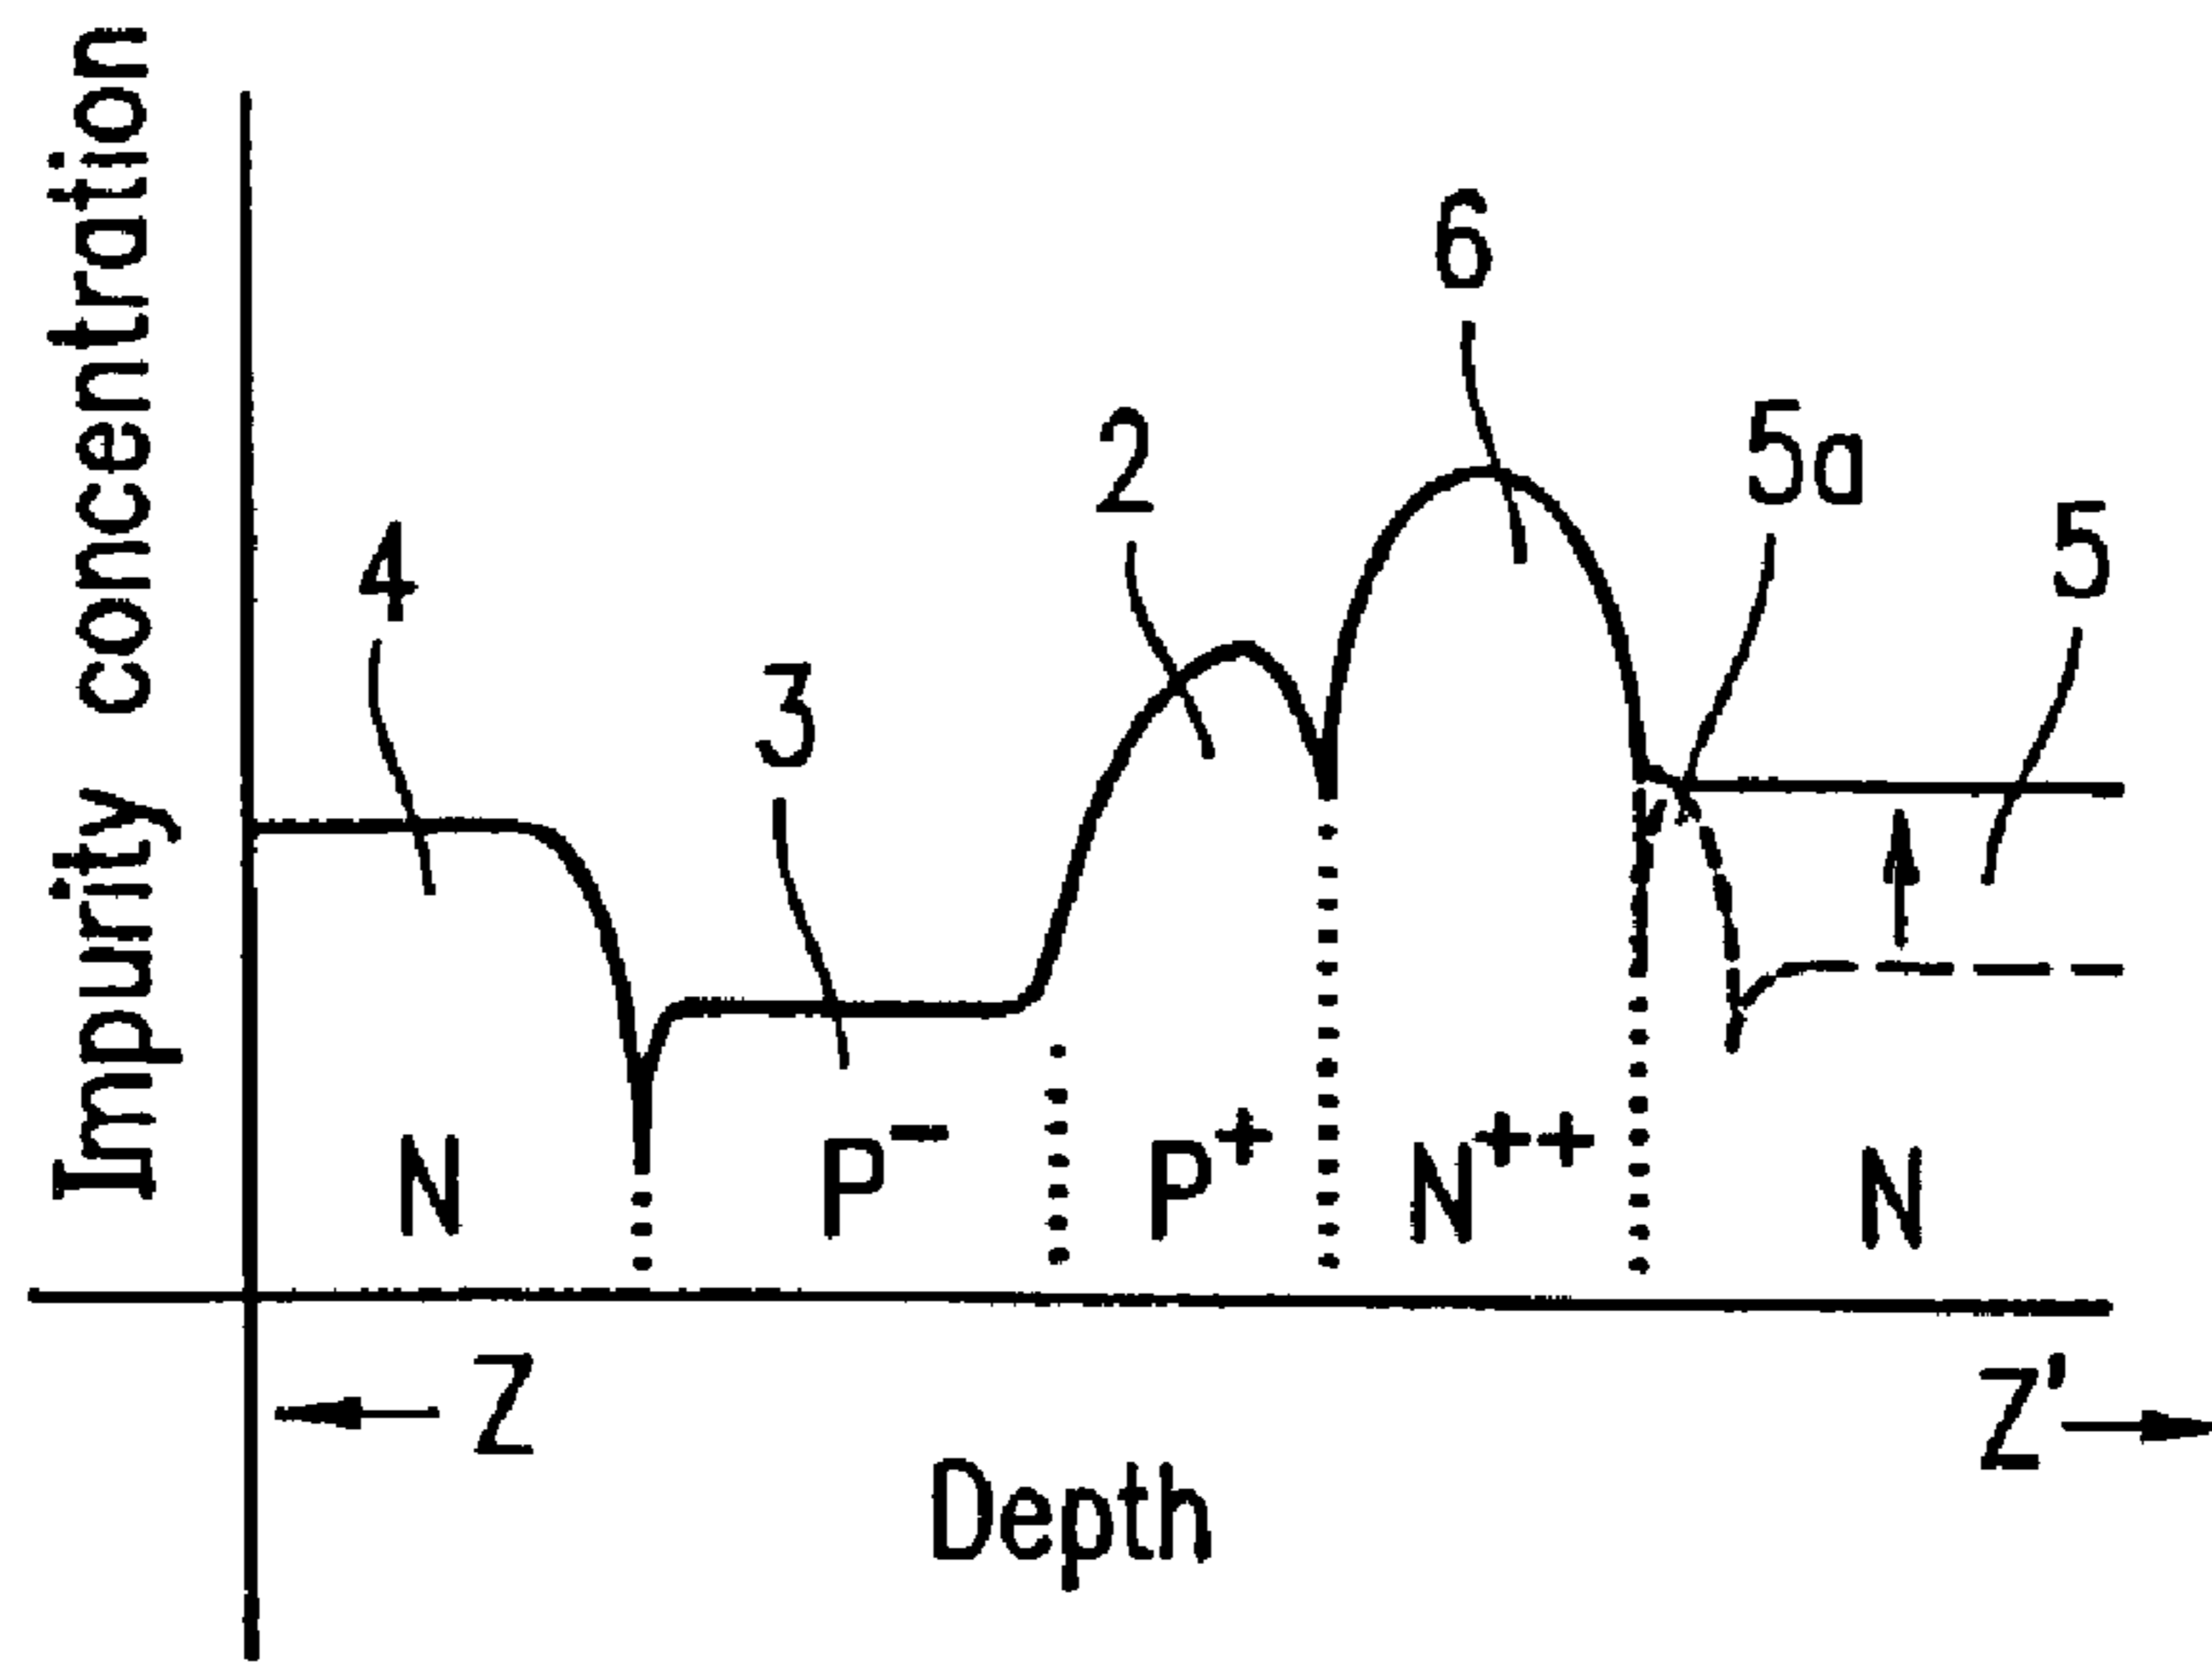 Impurity concentration
6
2
5a
5
4
3
N P⁻ P⁺ N⁺⁺ N
Z Z'
Depth